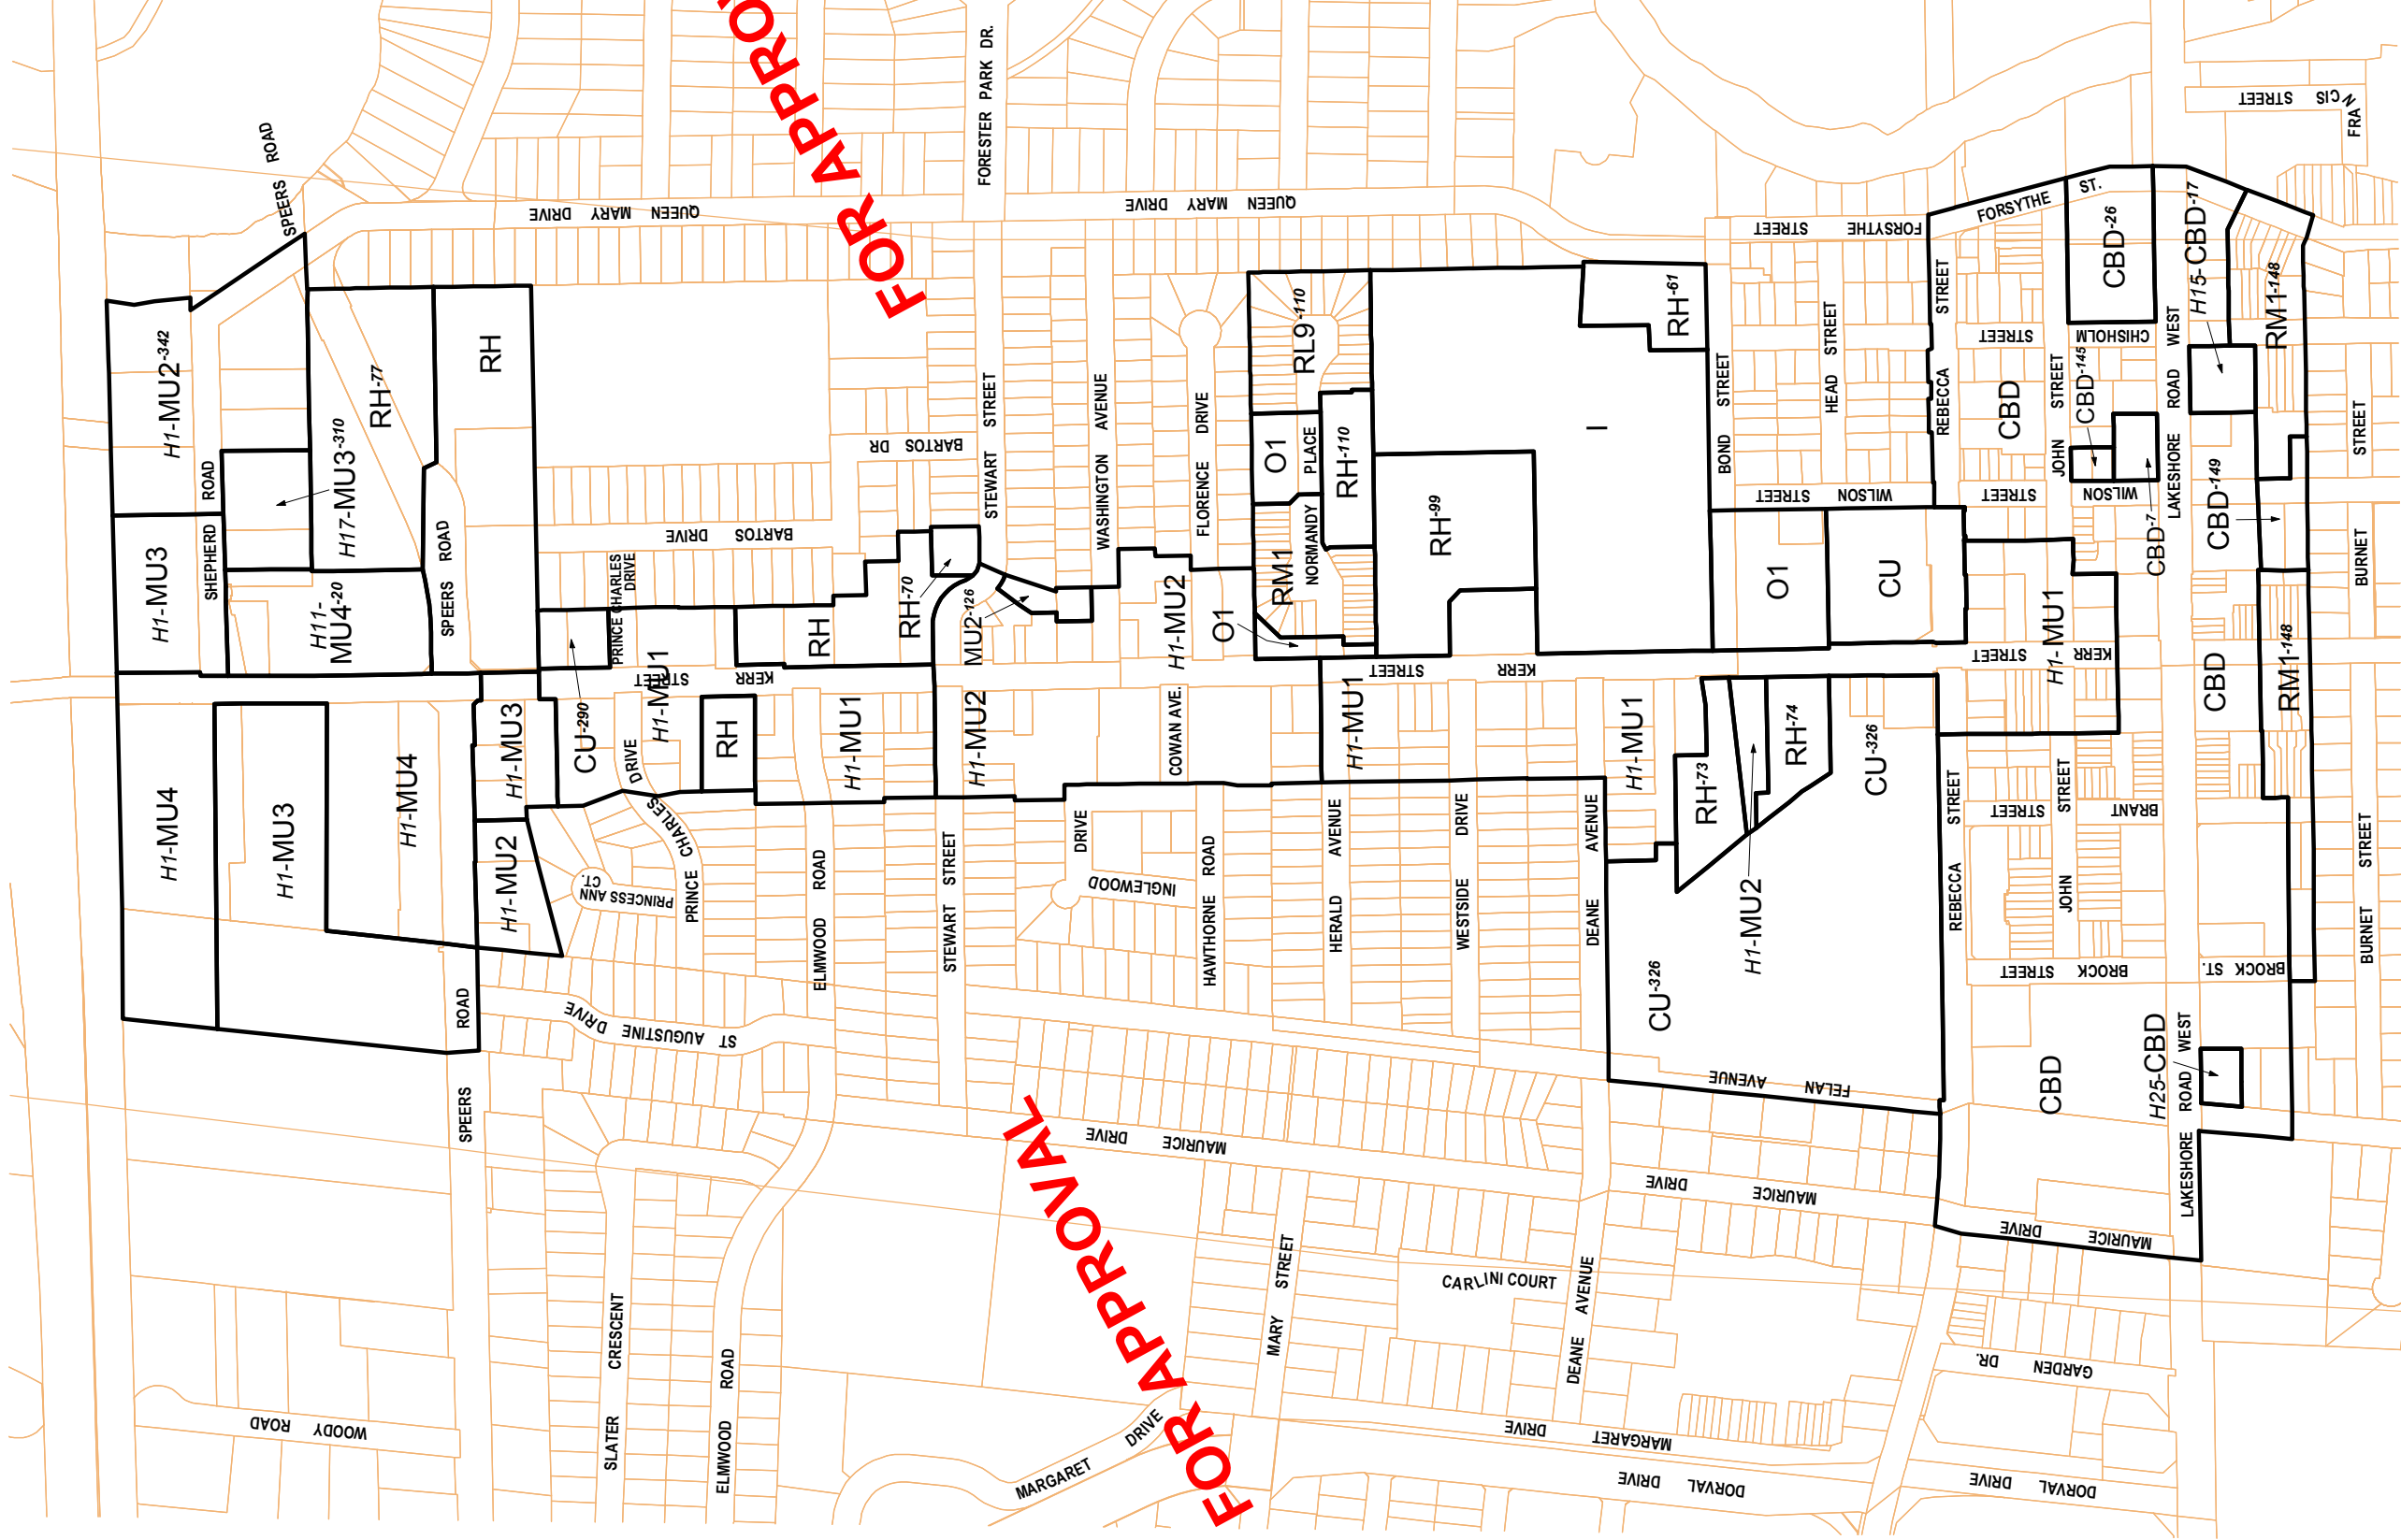 FOR APPROVAL
FOR APPRO
SPEERS ROAD
SPEERS ROAD
QUEEN MARY DRIVE
QUEEN MARY DRIVE
FORESTER PARK DR.
FRANCIS STREET
H1-MU2-342
SHEPHERD ROAD
H1-MU3
H17-MU3-310
RH-77
RH
H11-
MU4-20
SPEERS ROAD
BARTOS DR
BARTOS DRIVE
PRINCE CHARLES
DRIVE
STEWART STREET
WASHINGTON AVENUE
FLORENCE DRIVE
RH-70
MU2-126
RH
CU-290
H1-MU1
KERR STREET
H1-MU2
O1
RL9-110
O1
NORMANDY PLACE
RH-110
RM1
RH-99
I
RH-61
BOND STREET
FORSYTHE STREET
HEAD STREET
WILSON STREET
O1
CU
REBECCA STREET
FORSYTHE ST.
CBD-26
H15-CBD-17
RM1-148
CHISHOLM STREET
JOHN STREET
CBD
CBD-145
CBD-7
LAKESHORE ROAD WEST
WILSON STREET
CBD-149
BURNET STREET
H1-MU1
KERR STREET
CBD
RM1-148
H1-MU4
H1-MU3
H1-MU4
H1-MU3
H1-MU2
RH
H1-MU1
H1-MU2
COWAN AVE.
H1-MU1
KERR STREET
H1-MU1
RH-73
RH-74
H1-MU2
CU-326
CU-326
PRINCE CHARLES DRIVE
PRINCESS ANN
CT.
ELMWOOD ROAD
STEWART STREET
INGLEWOOD DRIVE
HAWTHORNE ROAD
HERALD AVENUE
WESTSIDE DRIVE
DEANE AVENUE
REBECCA STREET
JOHN STREET
BRANT STREET
BROCK STREET
BROCK ST.
BURNET STREET
ST AUGUSTINE DRIVE
SPEERS ROAD
FELAN AVENUE
CBD
H25-CBD
LAKESHORE ROAD WEST
MAURICE DRIVE
MAURICE DRIVE
MAURICE DRIVE
SLATER CRESCENT
ELMWOOD ROAD
WOODY ROAD
MARY STREET
CARLINI COURT
DEANE AVENUE
MARGARET DRIVE
MARGARET DRIVE
DORVAL DRIVE
DORVAL DRIVE
GARDEN DR.